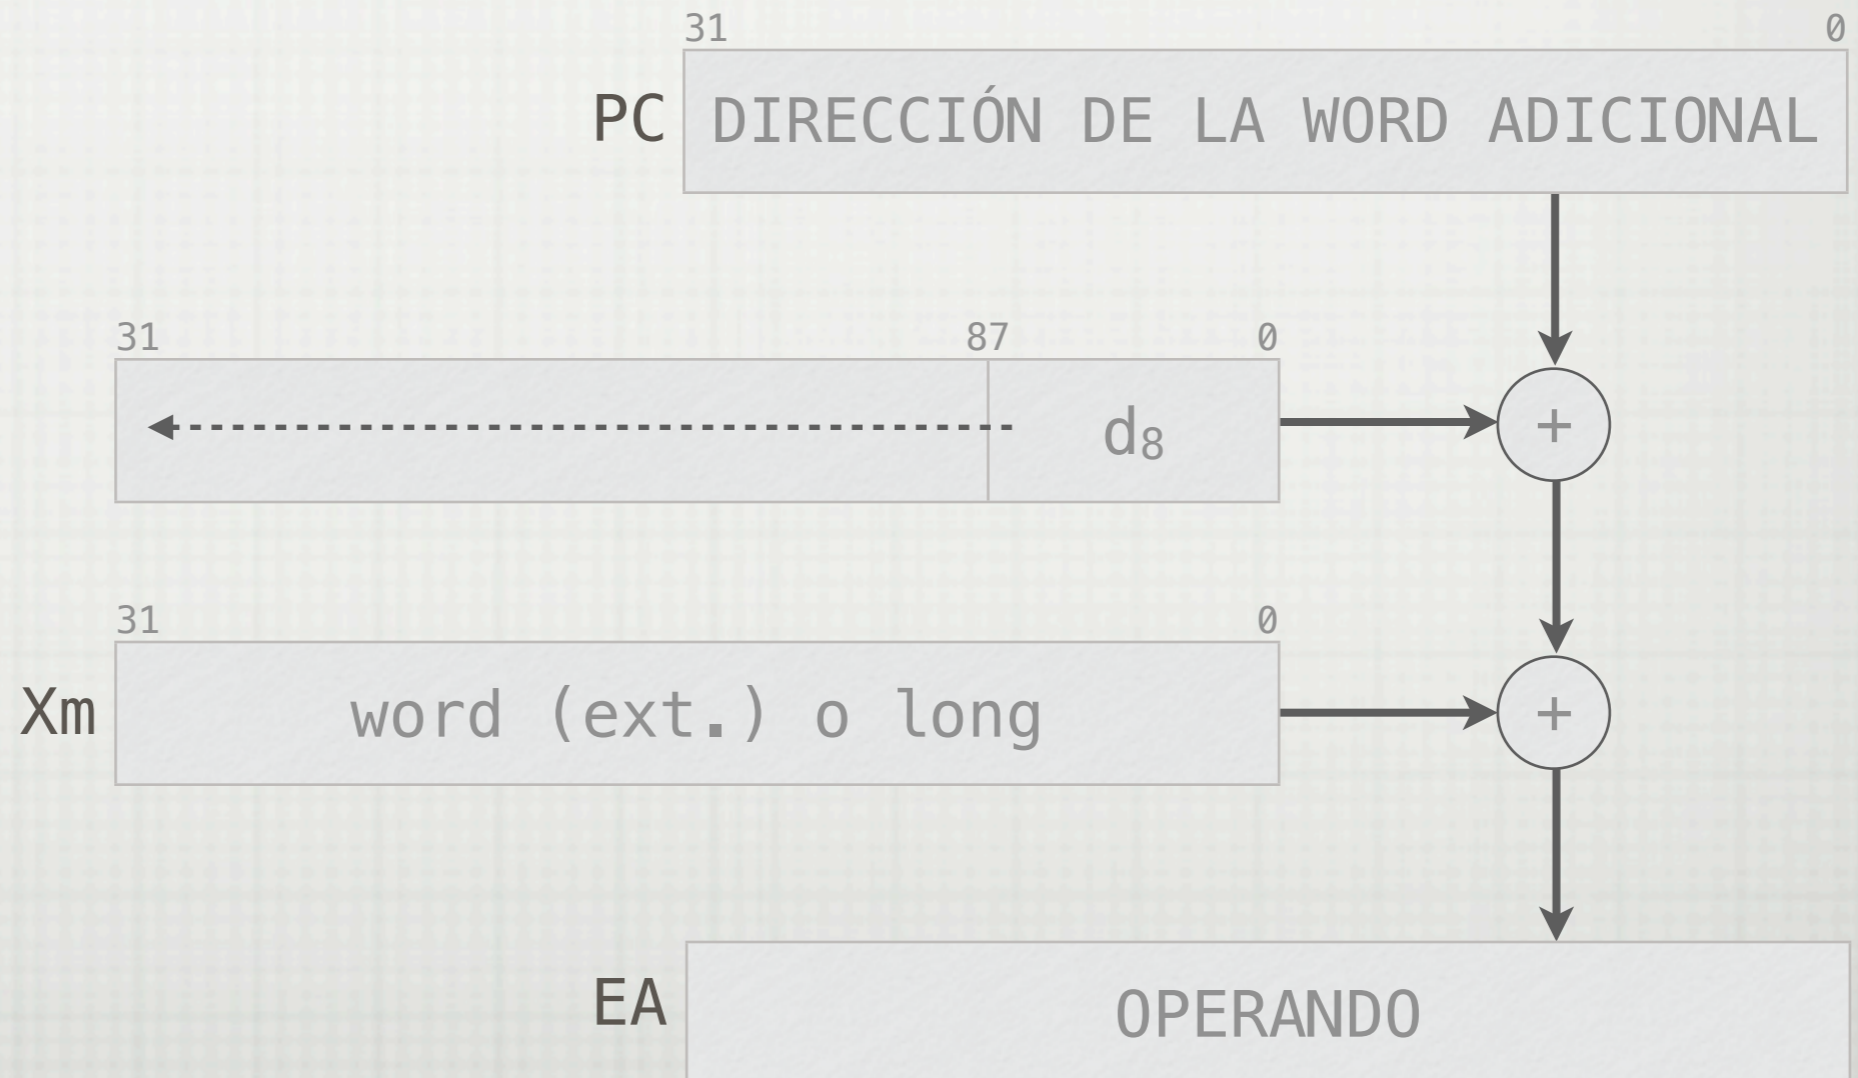 31 0
PC DIRECCIÓN DE LA WORD ADICIONAL
31 87 0
d8
+
31 0
Xm word (ext.) o long
+
EA OPERANDO